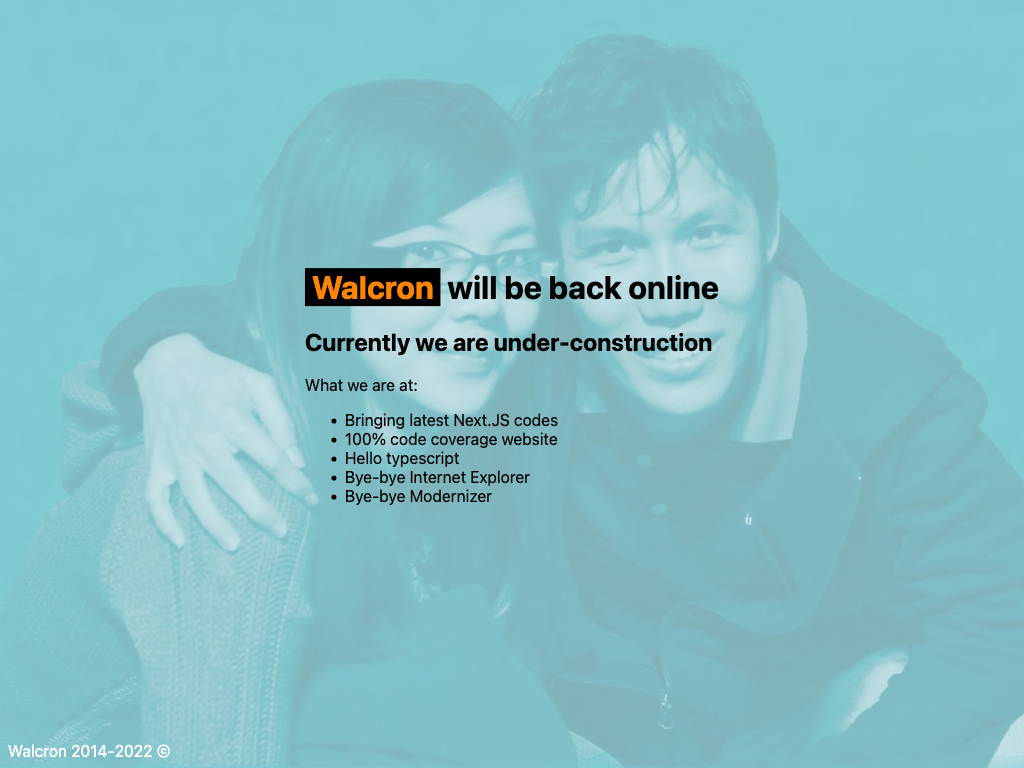 Walcron will be back online
Currently we are under-construction
What we are at:
• Bringing latest Next.JS codes
• 100% code coverage website
• Hello typescript
• Bye-bye Internet Explorer
• Bye-bye Modernizer
Walcron 2014-2022 ©